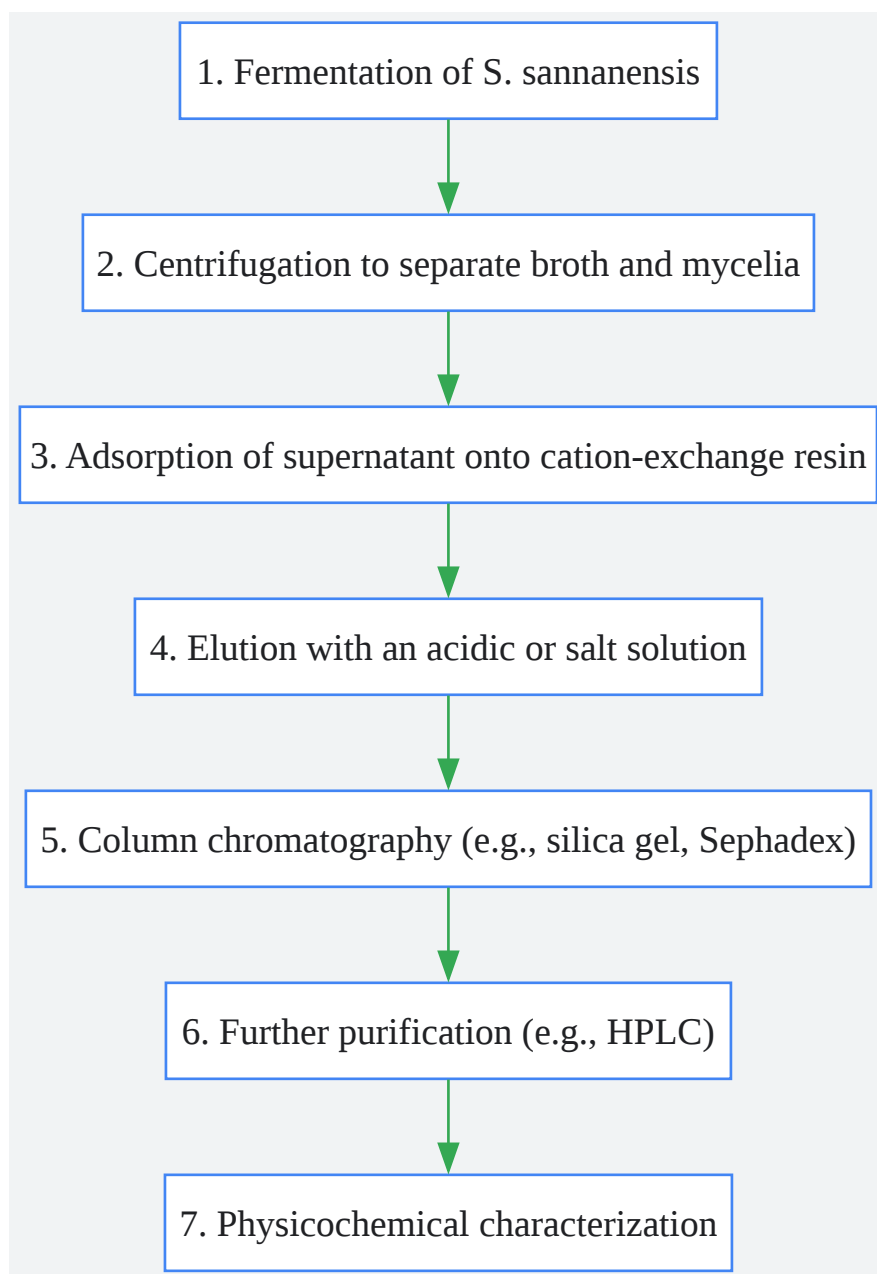 1. Fermentation of S. sannanensis
2. Centrifugation to separate broth and mycelia
3. Adsorption of supernatant onto cation-exchange resin
4. Elution with an acidic or salt solution
5. Column chromatography (e.g., silica gel, Sephadex)
6. Further purification (e.g., HPLC)
7. Physicochemical characterization